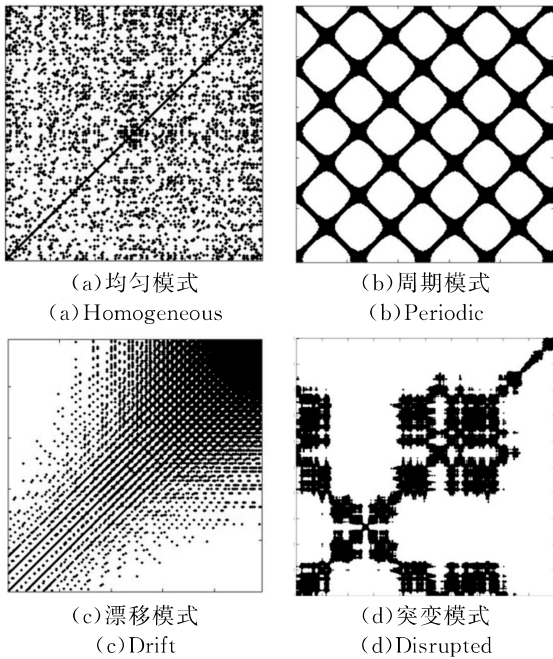 (a)均匀模式
(a)Homogeneous
(b)周期模式
(b)Periodic
(c)漂移模式
(c)Drift
(d)突变模式
(d)Disrupted